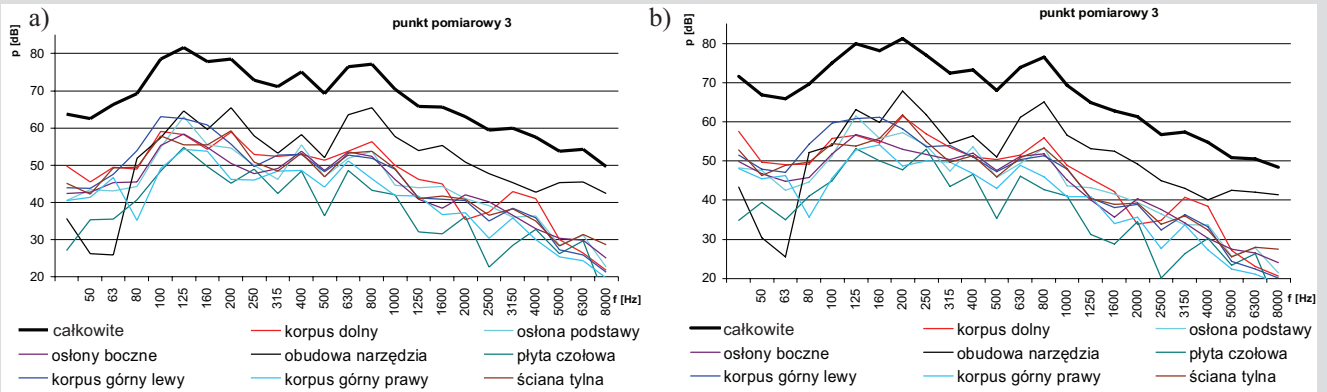 a)
punkt pomiarowy 3
p [dB]
80
70
60
50
40
30
20
50 63 80 100 125 160 200 250 315 400 500 630 800 1000 1250 1600 2000 2500 3150 4000 5000 6300 8000 f [Hz]
całkowite korpus dolny osłona podstawy
osłony boczne obudowa narzędzia płyta czołowa
korpus górny lewy korpus górny prawy ściana tylna
b)
punkt pomiarowy 3
p [dB]
80
70
60
50
40
30
20
50 63 80 100 125 160 200 250 315 400 500 630 800 1000 1250 1600 2000 2500 3150 4000 5000 6300 8000 f [Hz]
całkowite korpus dolny osłona podstawy
osłony boczne obudowa narzędzia płyta czołowa
korpus górny lewy korpus górny prawy ściana tylna